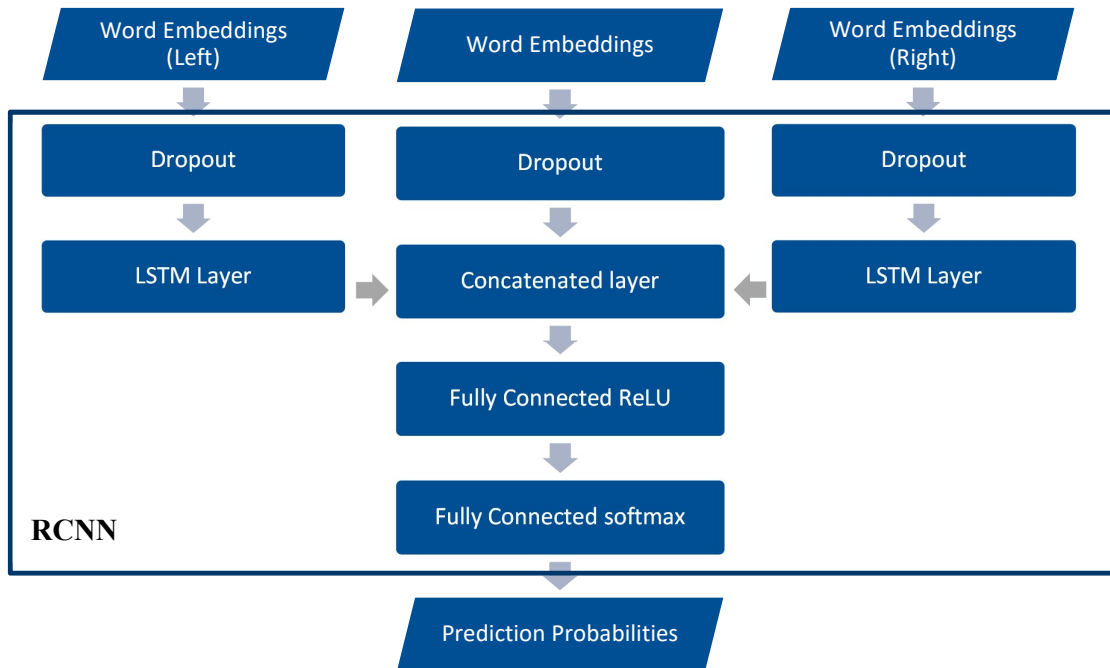 Word Embeddings
(Left)
Word Embeddings
Word Embeddings
(Right)
Dropout
Dropout
Dropout
LSTM Layer
Concatenated layer
LSTM Layer
Fully Connected ReLU
Fully Connected softmax
RCNN
Prediction Probabilities